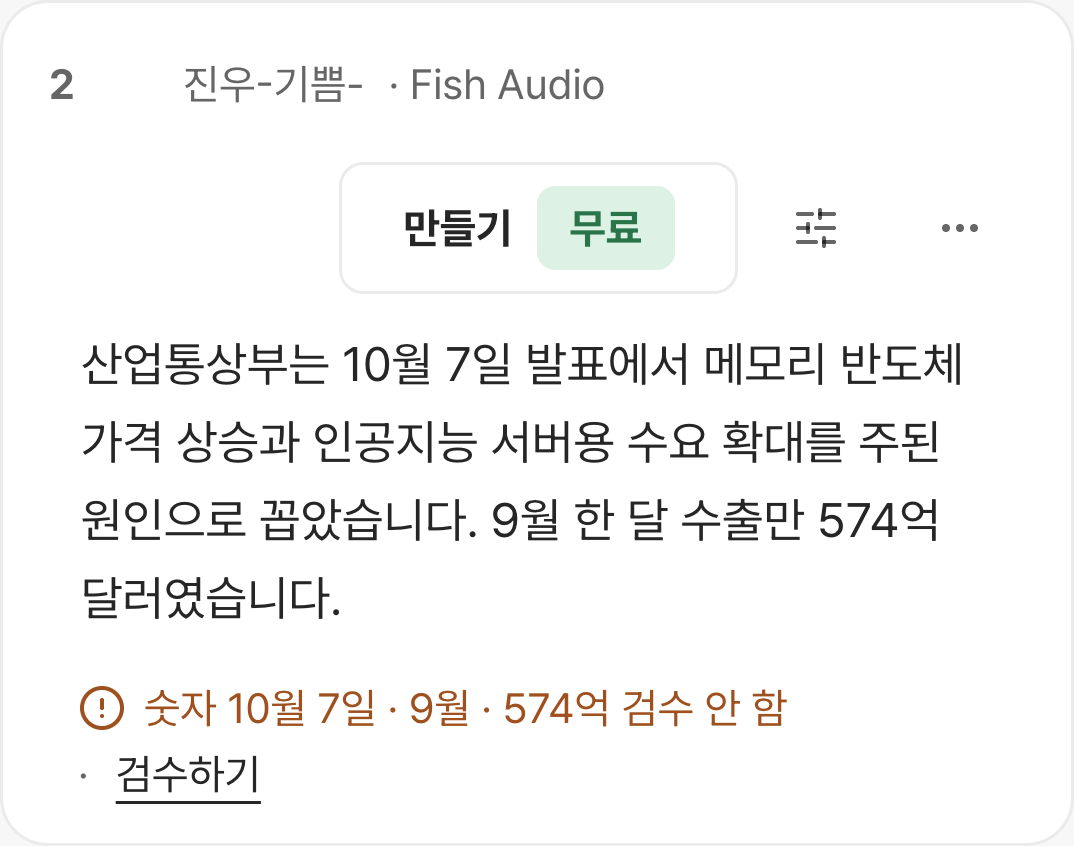 2 진우-기쁨- · Fish Audio
만들기 무료
산업통상부는 10월 7일 발표에서 메모리 반도체
가격 상승과 인공지능 서버용 수요 확대를 주된
원인으로 꼽았습니다. 9월 한 달 수출만 574억
달러였습니다.
숫자 10월 7일 · 9월 · 574억 검수 안 함
· 검수하기